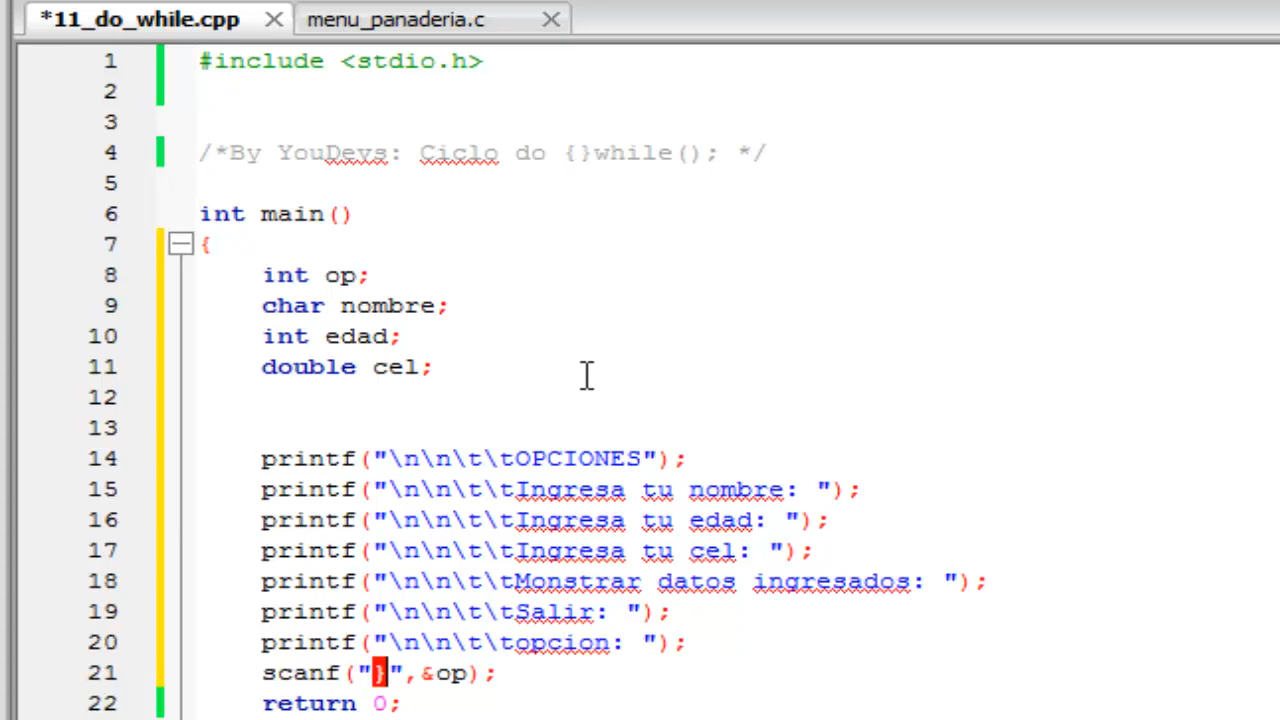 *11_do_while.cpp menu_panaderia.c
1 #include <stdio.h>
2
3
4 /*By YouDevs: Ciclo do {}while(); */
5
6 int main()
7 {
8 int op;
9 char nombre;
10 int edad;
11 double cel;
12
13
14 printf("\n\n\t\tOPCIONES");
15 printf("\n\n\t\tIngresa tu nombre: ");
16 printf("\n\n\t\tIngresa tu edad: ");
17 printf("\n\n\t\tIngresa tu cel: ");
18 printf("\n\n\t\tMonstrar datos ingresados: ");
19 printf("\n\n\t\tSalir: ");
20 printf("\n\n\t\topcion: ");
21 scanf("}",&op);
22 return 0;